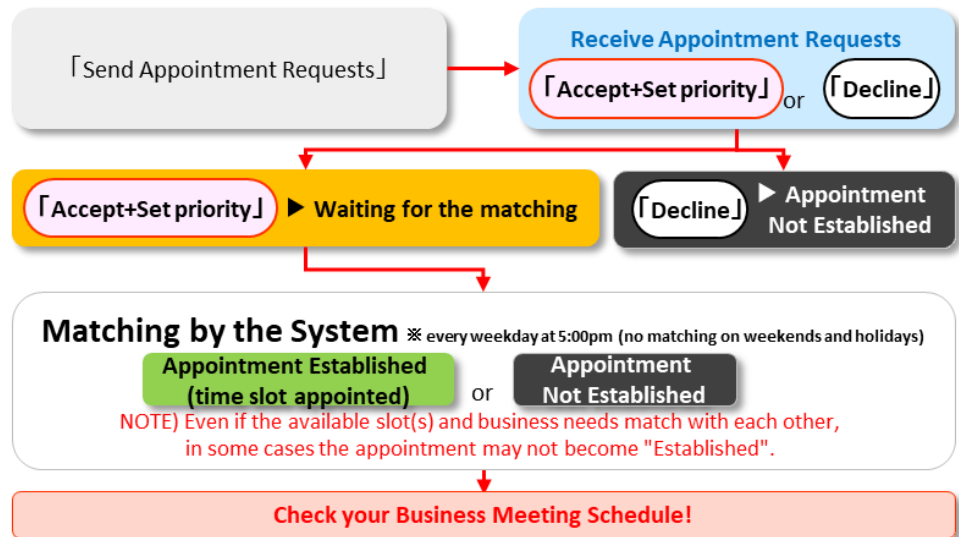 「Send Appointment Requests」
Receive Appointment Requests
「Accept+Set priority」 or 「Decline」
「Accept+Set priority」 ▶ Waiting for the matching
「Decline」 ▶ Appointment
Not Established
Matching by the System ※ every weekday at 5:00pm (no matching on weekends and holidays)
Appointment Established
(time slot appointed)
or
Appointment
Not Established
NOTE) Even if the available slot(s) and business needs match with each other,
in some cases the appointment may not become "Established".
Check your Business Meeting Schedule!